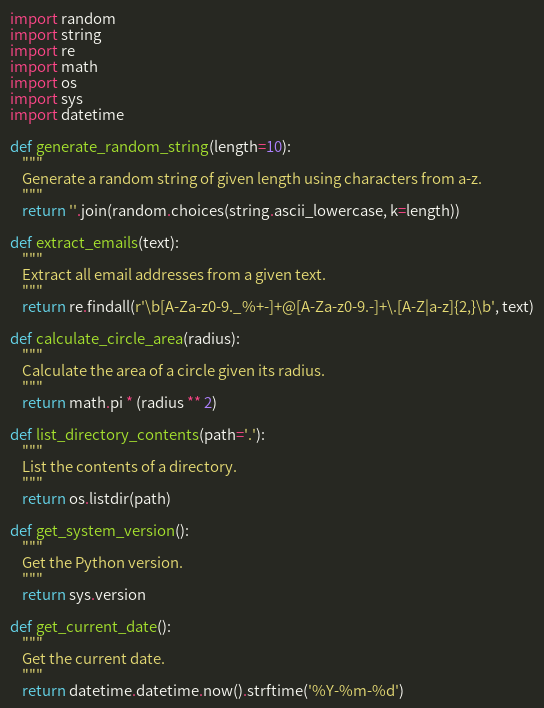 import random
import string
import re
import math
import os
import sys
import datetime

def generate_random_string(length=10):
    """
    Generate a random string of given length using characters from a-z.
    """
    return ''.join(random.choices(string.ascii_lowercase, k=length))

def extract_emails(text):
    """
    Extract all email addresses from a given text.
    """
    return re.findall(r'\b[A-Za-z0-9._%+-]+@[A-Za-z0-9.-]+\.[A-Z|a-z]{2,}\b', text)

def calculate_circle_area(radius):
    """
    Calculate the area of a circle given its radius.
    """
    return math.pi * (radius ** 2)

def list_directory_contents(path='.'):
    """
    List the contents of a directory.
    """
    return os.listdir(path)

def get_system_version():
    """
    Get the Python version.
    """
    return sys.version

def get_current_date():
    """
    Get the current date.
    """
    return datetime.datetime.now().strftime('%Y-%m-%d')